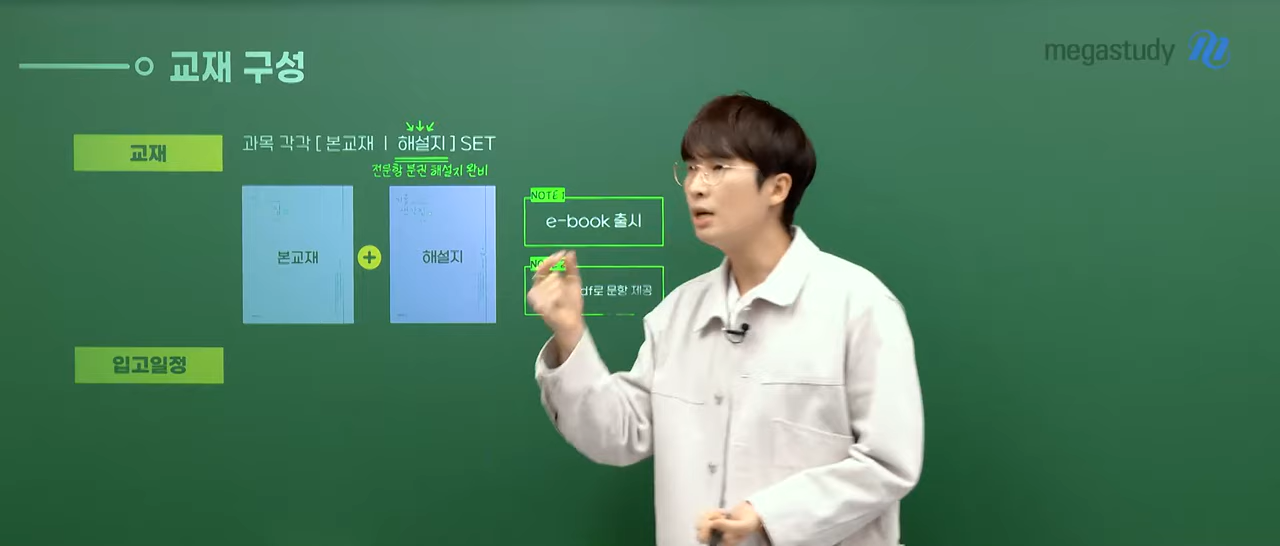 교재 구성
megastudy
교재
과목 각각 [ 본교재 | 해설지 ] SET
전문항 분권 해설지 완비
본교재
+
해설지
NOTE 1
e-book 출시
df로 문항 제공
입고일정